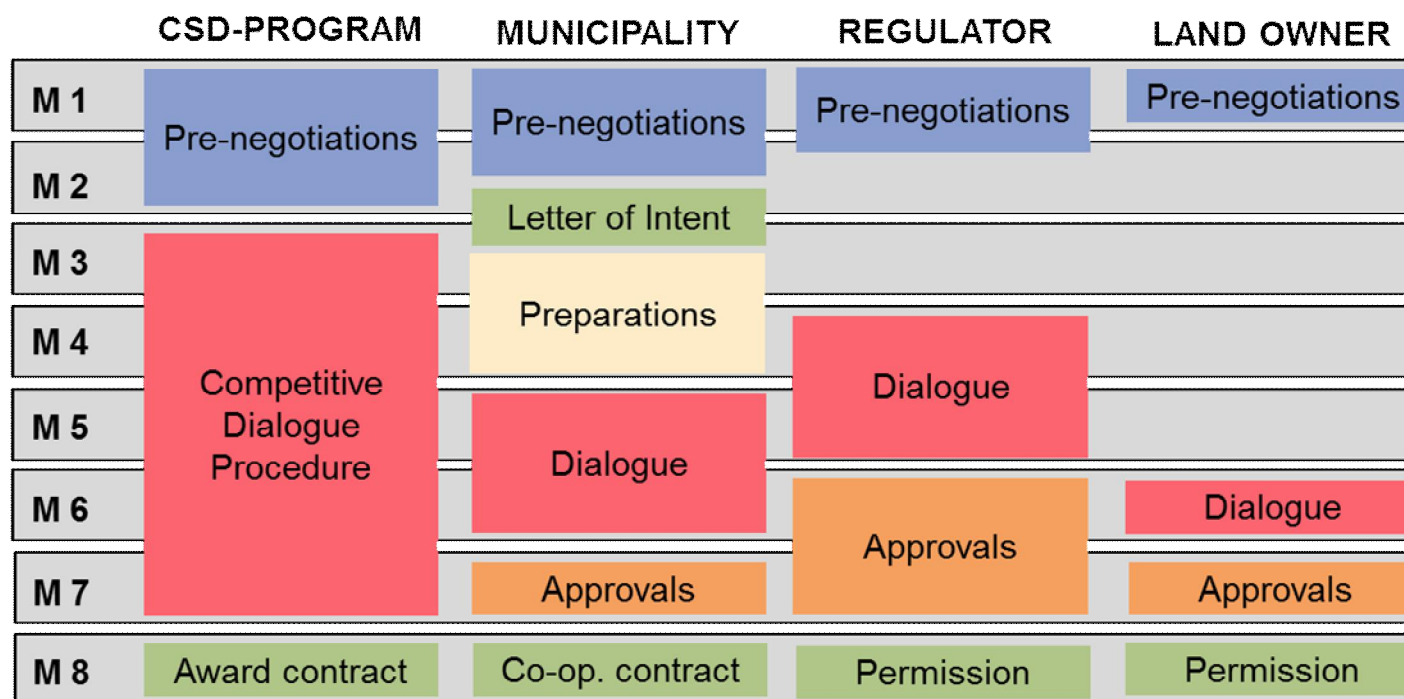 CSD-PROGRAM
MUNICIPALITY
REGULATOR
LAND OWNER
M 1
Pre-negotiations
Pre-negotiations
Pre-negotiations
Pre-negotiations
M 2
Letter of Intent
M 3
Preparations
M 4
Competitive
Dialogue
Procedure
Dialogue
M 5
Dialogue
M 6
Dialogue
Approvals
M 7
Approvals
Approvals
M 8
Award contract
Co-op. contract
Permission
Permission